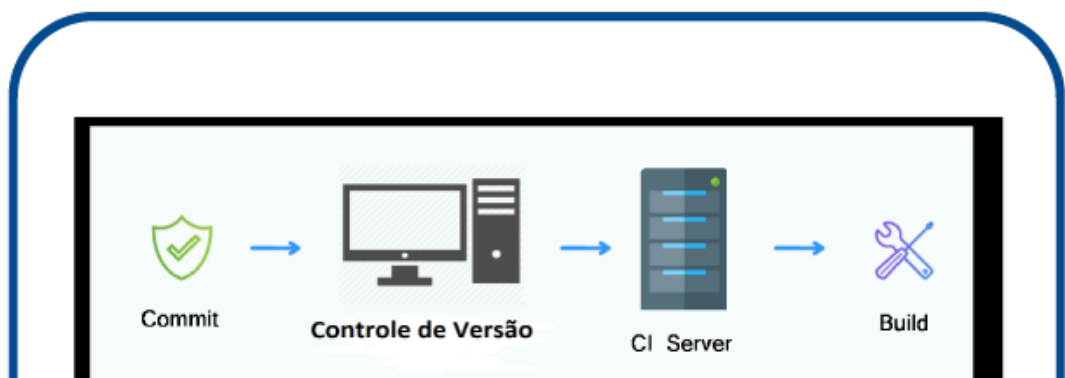 Commit
Controle de Versão
CI Server
Build